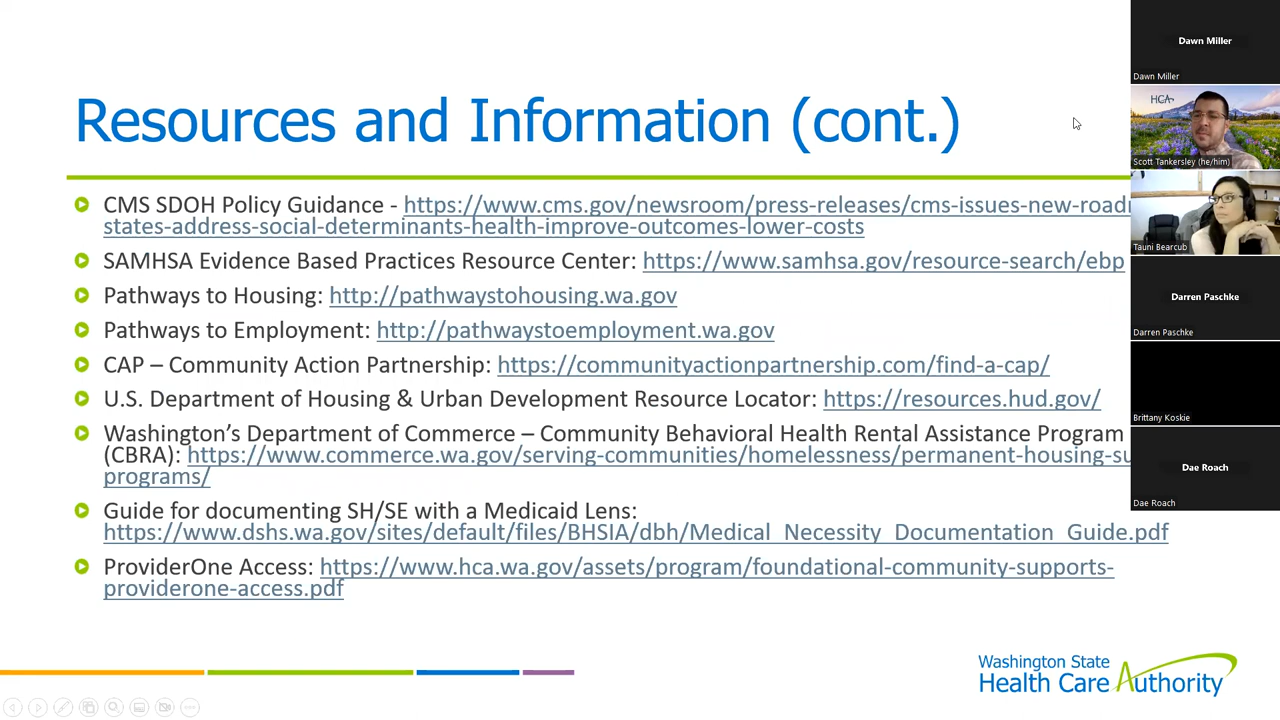 Resources and Information (cont.)
CMS SDOH Policy Guidance - https://www.cms.gov/newsroom/press-releases/cms-issues-new-road
states-address-social-determinants-health-improve-outcomes-lower-costs
SAMHSA Evidence Based Practices Resource Center: https://www.samhsa.gov/resource-search/ebp
Pathways to Housing: http://pathwaystohousing.wa.gov
Pathways to Employment: http://pathwaystoemployment.wa.gov
CAP – Community Action Partnership: https://communityactionpartnership.com/find-a-cap/
U.S. Department of Housing & Urban Development Resource Locator: https://resources.hud.gov/
Washington’s Department of Commerce – Community Behavioral Health Rental Assistance Program
(CBRA): https://www.commerce.wa.gov/serving-communities/homelessness/permanent-housing-su
programs/
Guide for documenting SH/SE with a Medicaid Lens:
https://www.dshs.wa.gov/sites/default/files/BHSIA/dbh/Medical_Necessity_Documentation_Guide.pdf
ProviderOne Access: https://www.hca.wa.gov/assets/program/foundational-community-supports-
providerone-access.pdf
Washington State
Health Care Authority
Dawn Miller
Dawn Miller
HCA
Scott Tankersley (he/him)
Tauni Bearcub
Darren Paschke
Darren Paschke
Brittany Koskie
Dae Roach
Dae Roach